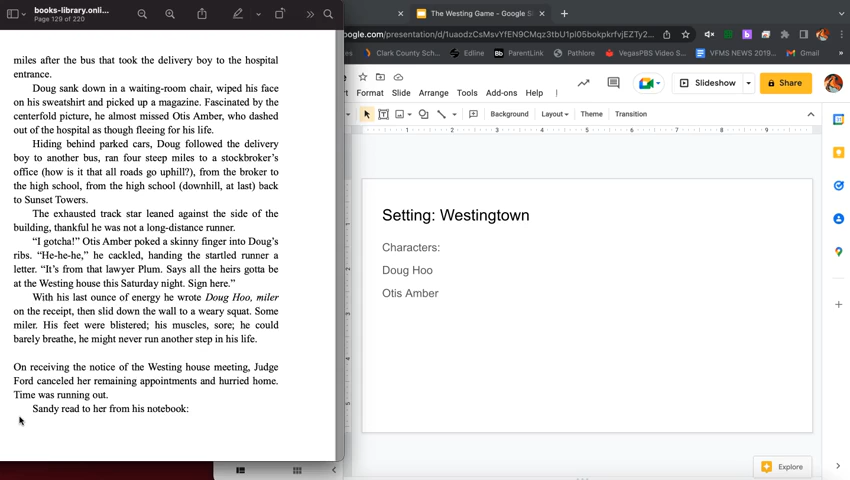 books-library.onli...
Page 129 of 220
miles after the bus that took the delivery boy to the hospital
entrance.
Doug sank down in a waiting-room chair, wiped his face
on his sweatshirt and picked up a magazine. Fascinated by the
centerfold picture, he almost missed Otis Amber, who dashed
out of the hospital as though fleeing for his life.
Hiding behind parked cars, Doug followed the delivery
boy to another bus, ran four steep miles to a stockbroker's
office (how is it that all roads go uphill?), from the broker to
the high school, from the high school (downhill, at last) back
to Sunset Towers.
The exhausted track star leaned against the side of the
building, thankful he was not a long-distance runner.
“I gotcha!” Otis Amber poked a skinny finger into Doug's
ribs. “He-he-he,” he cackled, handing the startled runner a
letter. “It's from that lawyer Plum. Says all the heirs gotta be
at the Westing house this Saturday night. Sign here.”
With his last ounce of energy he wrote Doug Hoo, miler
on the receipt, then slid down the wall to a weary squat. Some
miler. His feet were blistered; his muscles, sore; he could
barely breathe, he might never run another step in his life.
On receiving the notice of the Westing house meeting, Judge
Ford canceled her remaining appointments and hurried home.
Time was running out.
Sandy read to her from his notebook:
The Westing Game - Google S
Clark County Sch... Edline ParentLink Pathlore VegasPBS Video S... VFMS NEWS 2019... Gmail
Format Slide Arrange Tools Add-ons Help
Slideshow Share
Background Layout Theme Transition
1 2 3 4 5 6 7 8 9
Setting: Westingtown
Characters:
Doug Hoo
Otis Amber
Explore